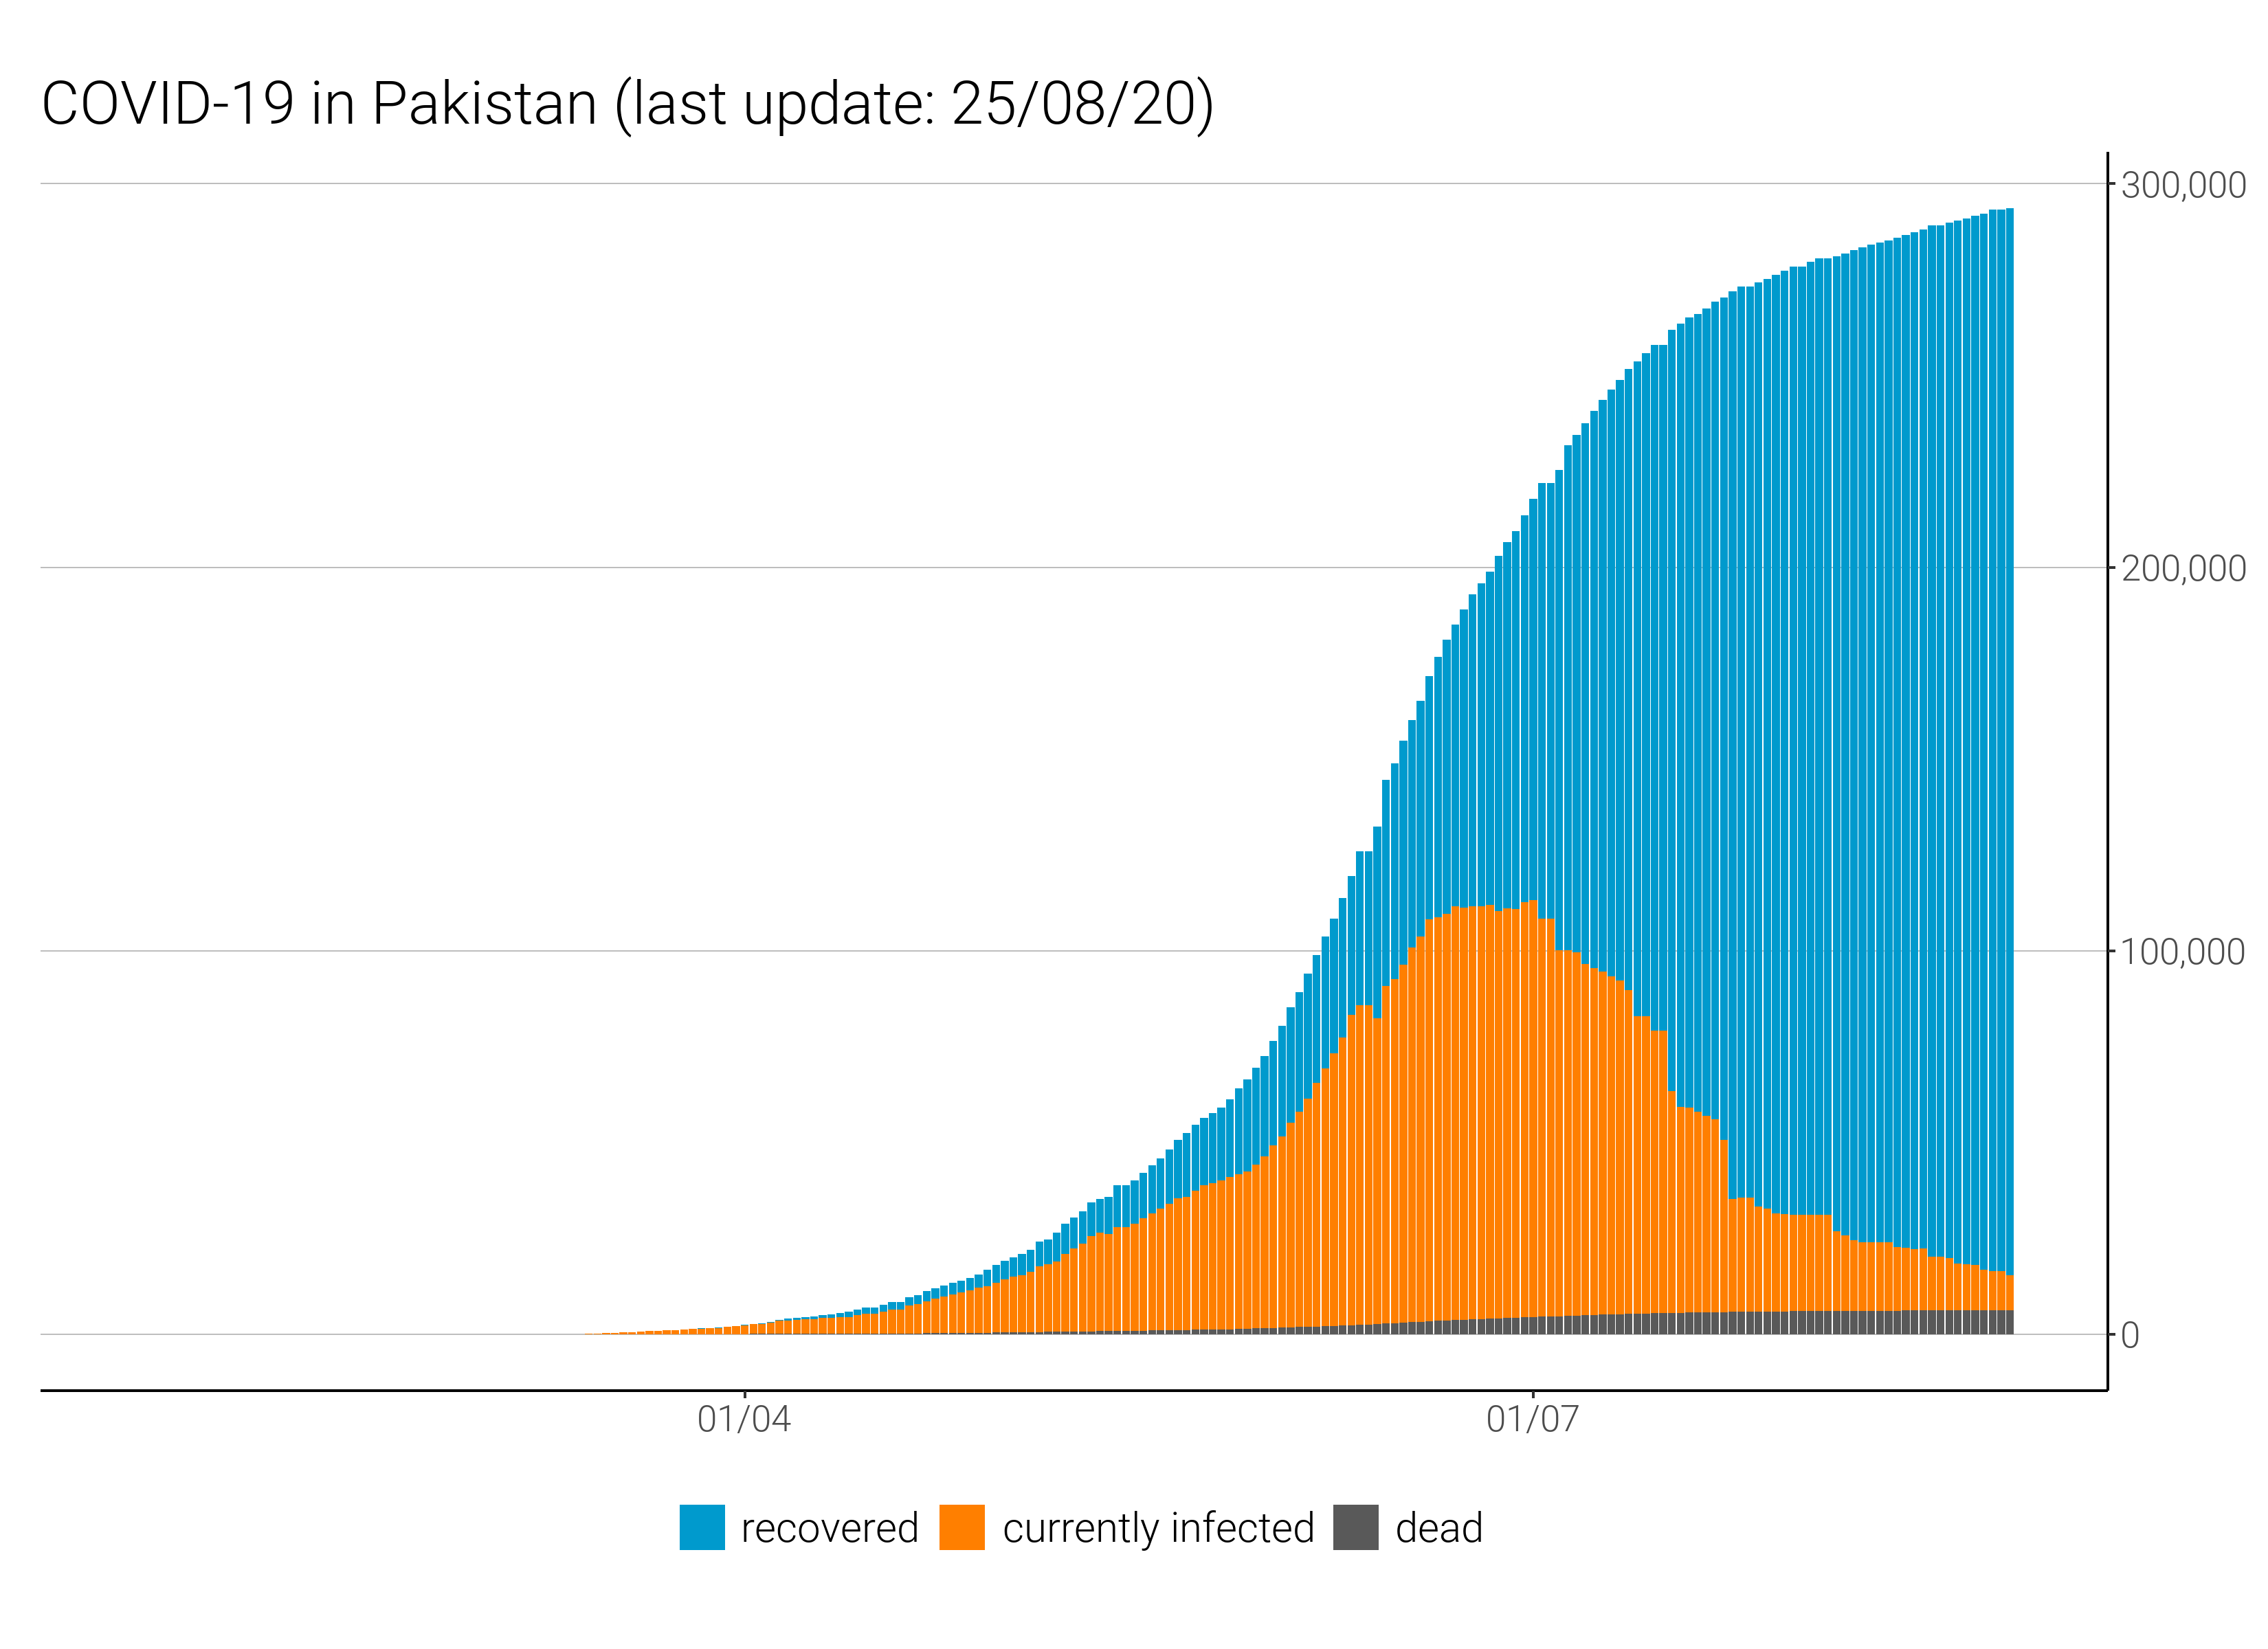 COVID-19 in Pakistan (last update: 25/08/20)
300,000
200,000
100,000
0
01/04 01/07
recovered currently infected dead